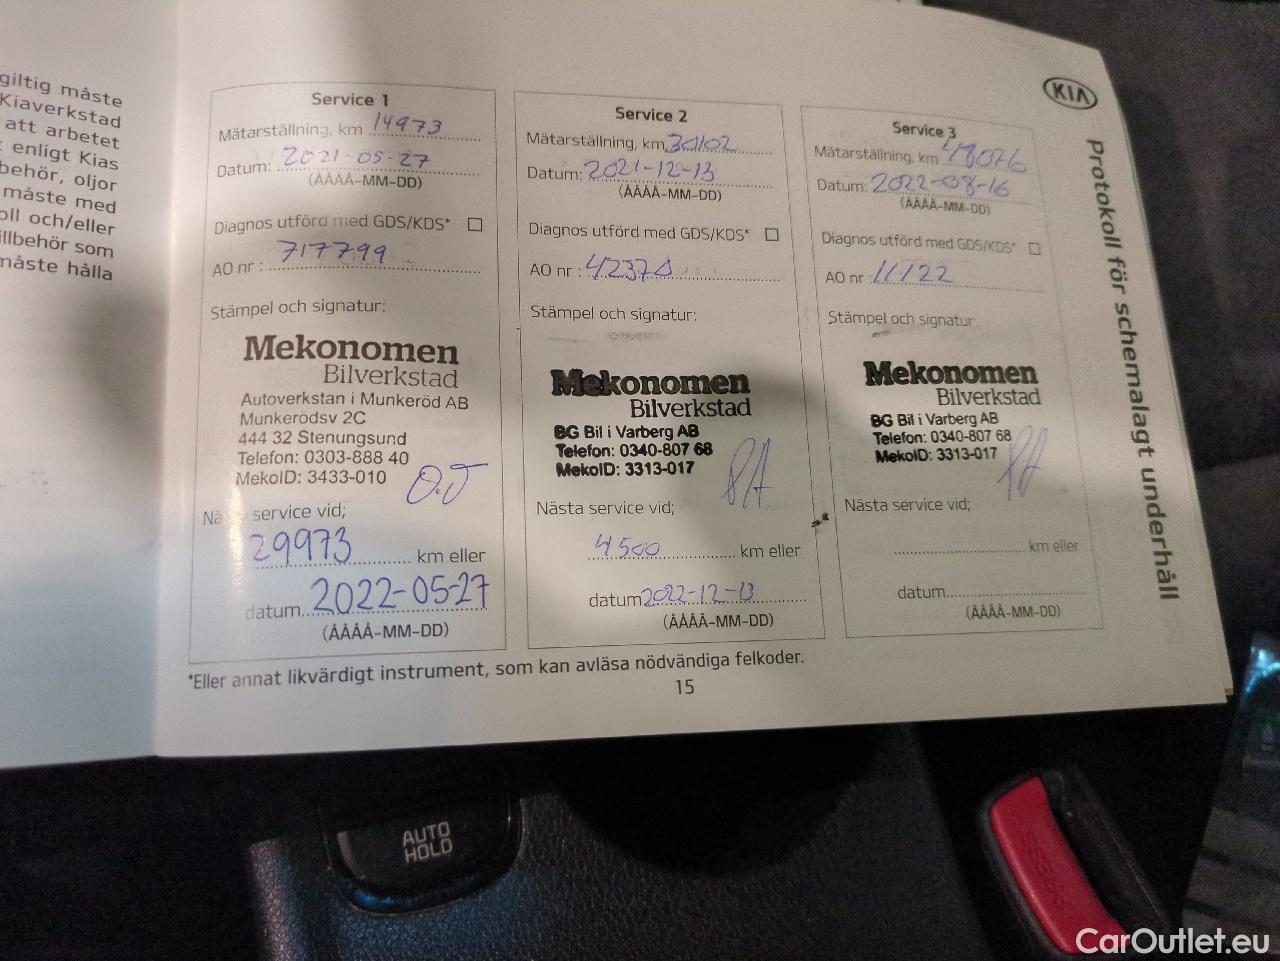 giltig måste
Kiaverkstad
att arbetet
enligt Kias
behör, oljor
måste med
oll och/eller
illbehör som
måste hålla
KIA
Protokoll för schemalagt underhåll
Service 1
Mätarställning, km 14973
Datum: 2021-05-27
(ÅÅÅÅ-MM-DD)
Diagnos utförd med GDS/KDS*
AO nr : 717799
Stämpel och signatur:
Mekonomen
Bilverkstad
Autoverkstan i Munkeröd AB
Munkerödsv 2C
444 32 Stenungsund
Telefon: 0303-888 40
MekoID: 3433-010
O.J
Nä service vid;
29973 km eller
datum 2022-05-27
(ÅÅÅÅ-MM-DD)
Service 2
Mätarställning, km 30102
Datum: 2021-12-13
(ÅÅÅÅ-MM-DD)
Diagnos utförd med GDS/KDS*
AO nr :
Stämpel och signatur:
Mekonomen
Bilverkstad
BG Bil i Varberg AB
Telefon: 0340-807 68
MekoID: 3313-017
Nästa service vid;
4500 km eller
datum 2022-12-13
(ÅÅÅÅ-MM-DD)
Service 3
Mätarställning, km 48076
Datum: 2022-08-16
(ÅÅÅÅ-MM-DD)
Diagnos utförd med GDS/KDS*
AO nr : 11122
Stämpel och signatur:
Mekonomen
Bilverkstad
BG Bil i Varberg AB
Telefon: 0340-807 68
MekoID: 3313-017
Nästa service vid;
km eller
datum
(ÅÅÅÅ-MM-DD)
*Eller annat likvärdigt instrument, som kan avläsa nödvändiga felkoder.
15
AUTO
HOLD
PRESS
CarOutlet.eu